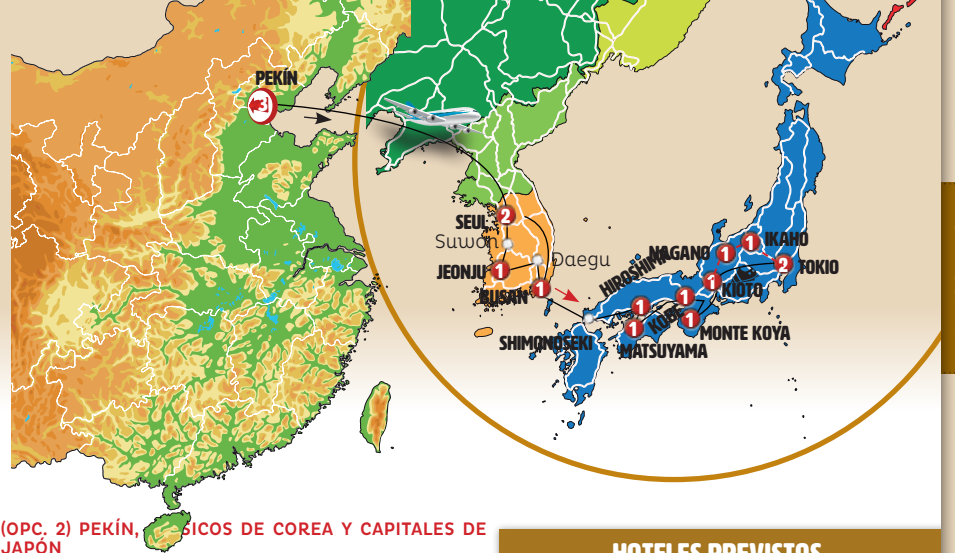 PEKÍN
3
SEUL
2
Suwon
JEONJU
1
Daegu
BUSAN
1
SHIMONOSEKI
HIROSHIMA
1
MATSUYAMA
1
KOBE
1
MONTE KOYA
1
KIOTO
1
NAGANO
1
IKAHO
1
TOKIO
2
(OPC. 2) PEKÍN, SICOS DE COREA Y CAPITALES DE
JAPÓN
HOTELES PREVISTOS